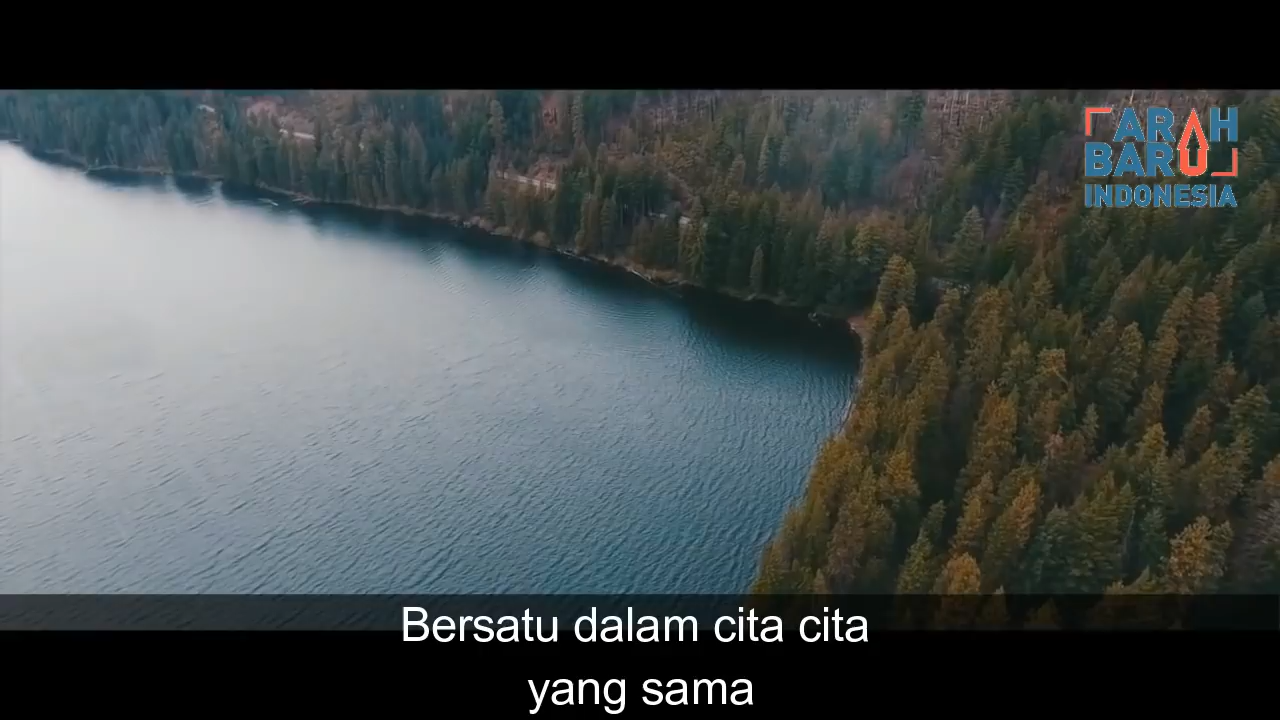 ARAH
BARU
INDONESIA
Bersatu dalam cita cita
yang sama